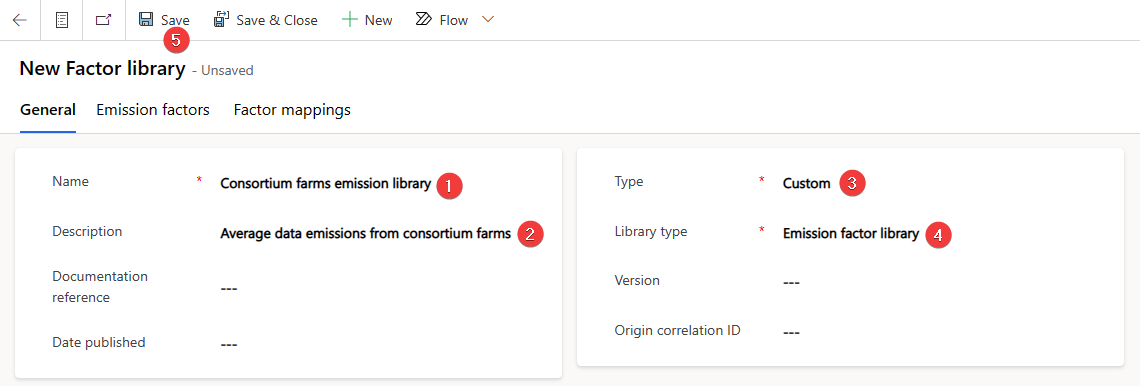 Save
Save & Close
New
Flow
5
New Factor library - Unsaved
General
Emission factors
Factor mappings
Name * Consortium farms emission library 1
Description Average data emissions from consortium farms 2
Documentation
reference ---
Date published ---
Type * Custom 3
Library type * Emission factor library 4
Version ---
Origin correlation ID ---